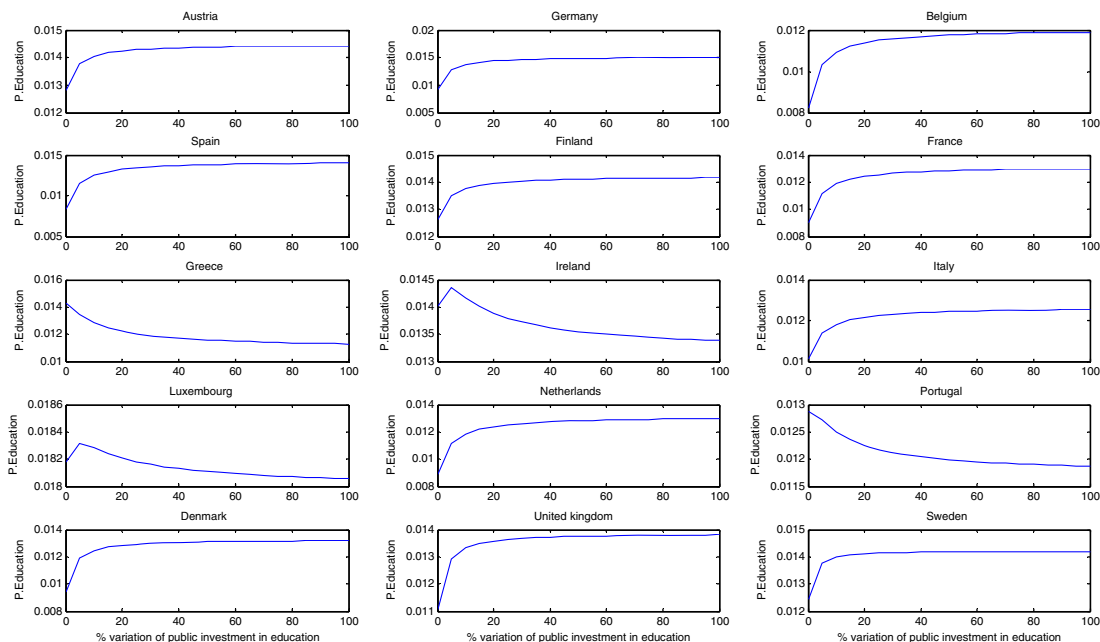 Austria
Germany
Belgium
P.Education
0.015
0.014
0.013
0.012
0 20 40 60 80 100
P.Education
0.02
0.015
0.01
0.005
0 20 40 60 80 100
P.Education
0.012
0.01
0.008
0 20 40 60 80 100
Spain
Finland
France
P.Education
0.015
0.01
0.005
0 20 40 60 80 100
P.Education
0.015
0.014
0.013
0.012
0 20 40 60 80 100
P.Education
0.014
0.012
0.01
0.008
0 20 40 60 80 100
Greece
Ireland
Italy
P.Education
0.016
0.014
0.012
0.01
0 20 40 60 80 100
P.Education
0.0145
0.014
0.0135
0.013
0 20 40 60 80 100
P.Education
0.014
0.012
0.01
0 20 40 60 80 100
Luxembourg
Netherlands
Portugal
P.Education
0.0186
0.0184
0.0182
0.018
0 20 40 60 80 100
P.Education
0.014
0.012
0.01
0.008
0 20 40 60 80 100
P.Education
0.013
0.0125
0.012
0.0115
0 20 40 60 80 100
Denmark
United kingdom
Sweden
P.Education
0.014
0.012
0.01
0.008
0 20 40 60 80 100
% variation of public investment in education
P.Education
0.014
0.013
0.012
0.011
0 20 40 60 80 100
% variation of public investment in education
P.Education
0.015
0.014
0.013
0.012
0 20 40 60 80 100
% variation of public investment in education